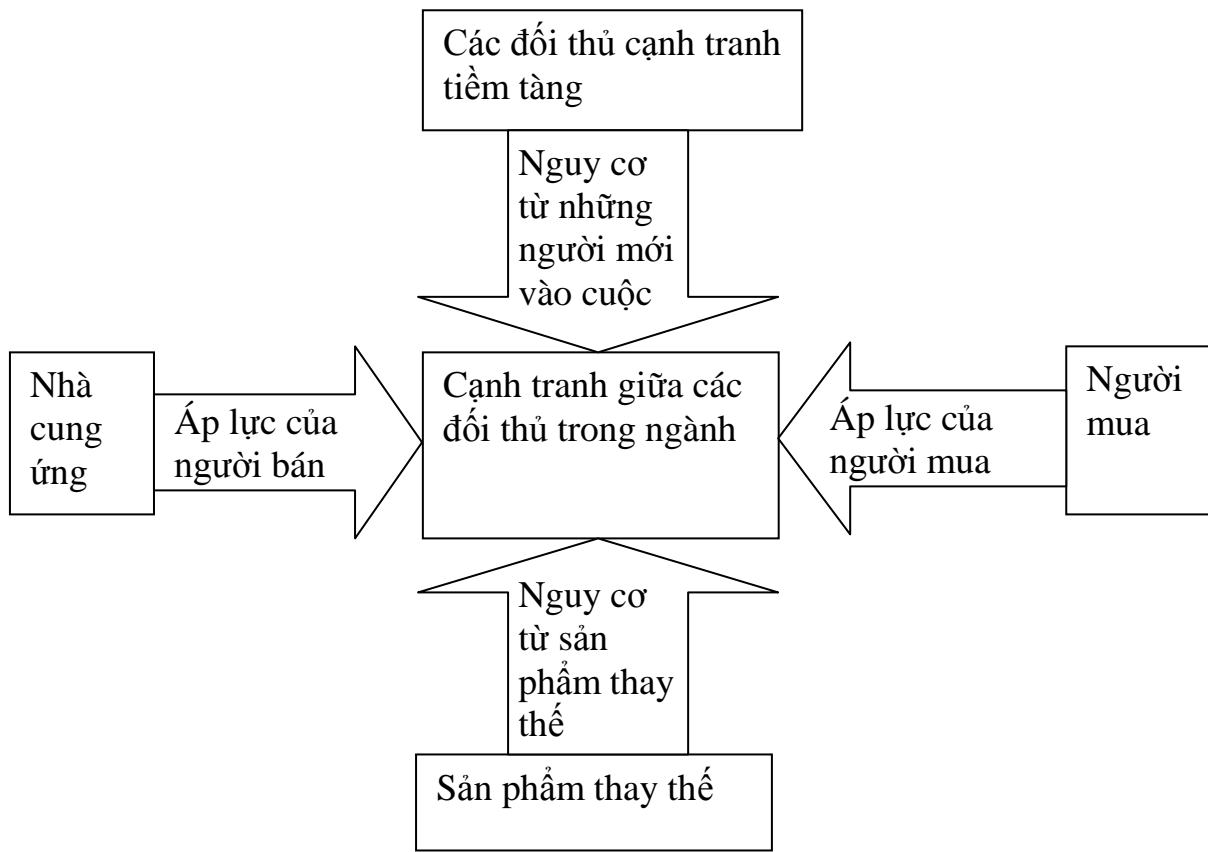 Các đối thủ cạnh tranh
tiềm tàng
Nguy cơ
từ những
người mới
vào cuộc
Nhà
cung
ứng
Áp lực của
người bán
Cạnh tranh giữa các
đối thủ trong ngành
Áp lực của
người mua
Người
mua
Nguy cơ
từ sản
phẩm thay
thế
Sản phẩm thay thế